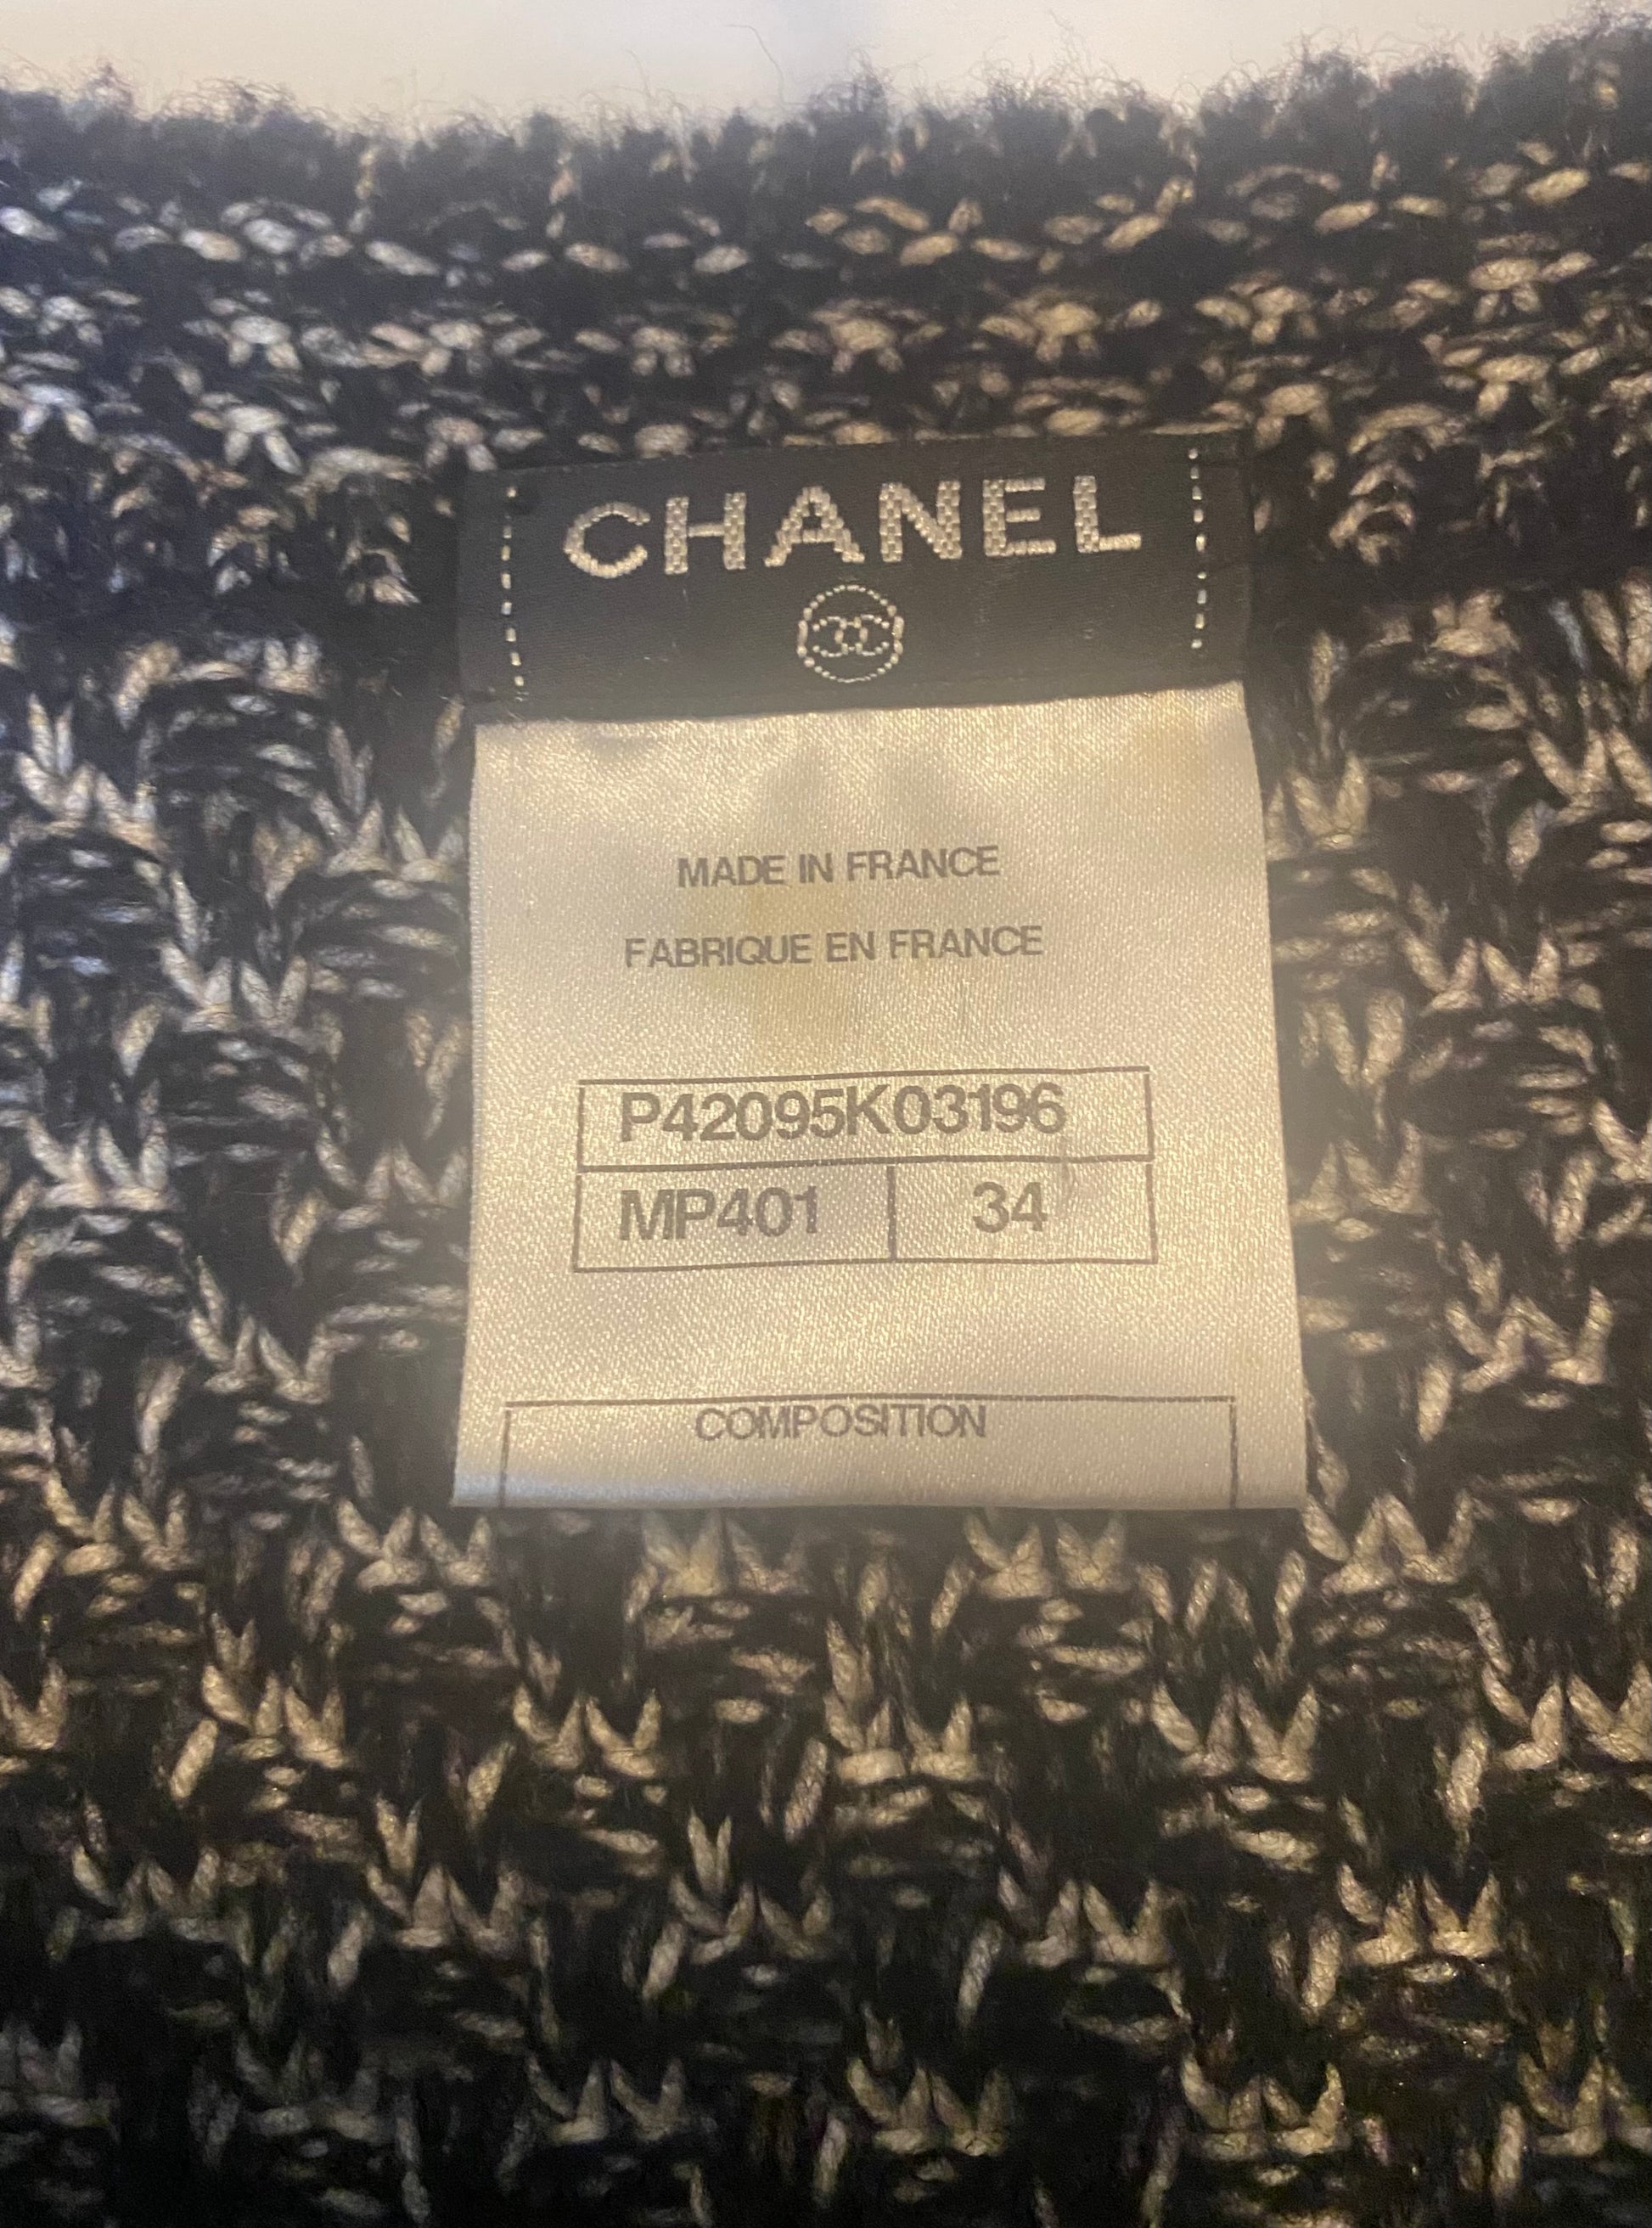 CHANEL
MADE IN FRANCE
FABRIQUE EN FRANCE
P42095K03196
MP401 34
COMPOSITION